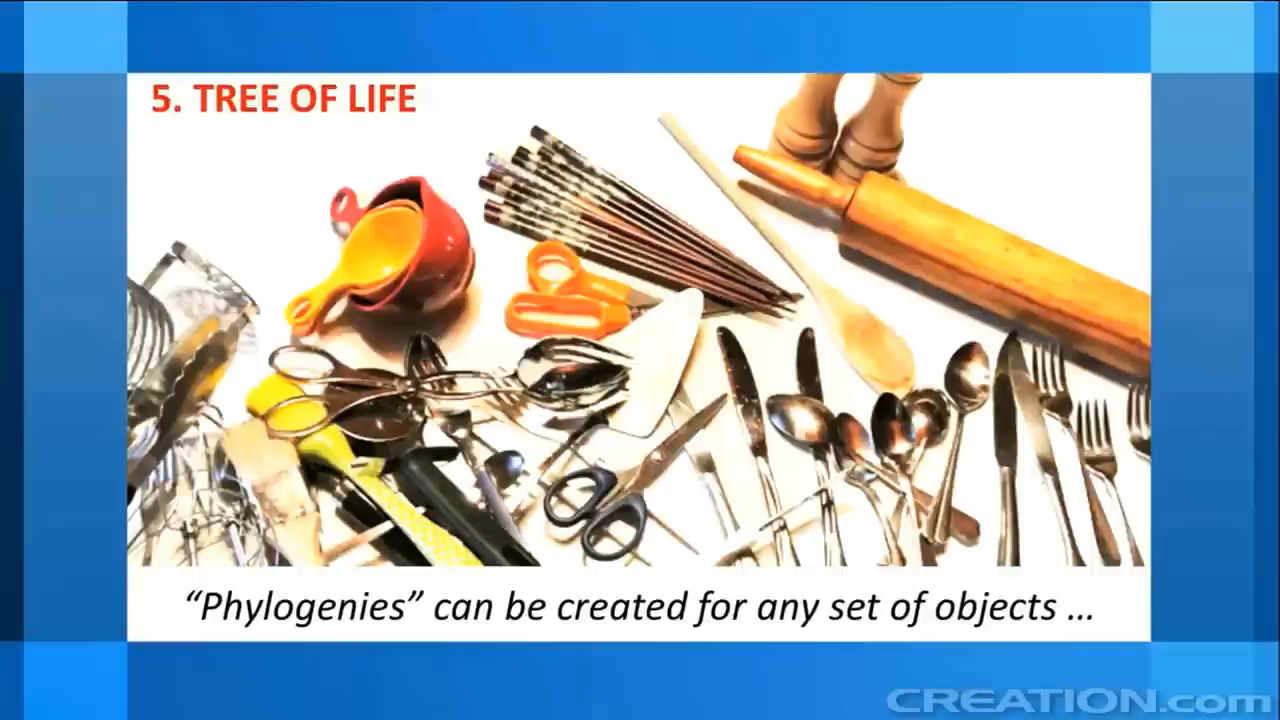 5. TREE OF LIFE
“Phylogenies” can be created for any set of objects ...
CREATION.com